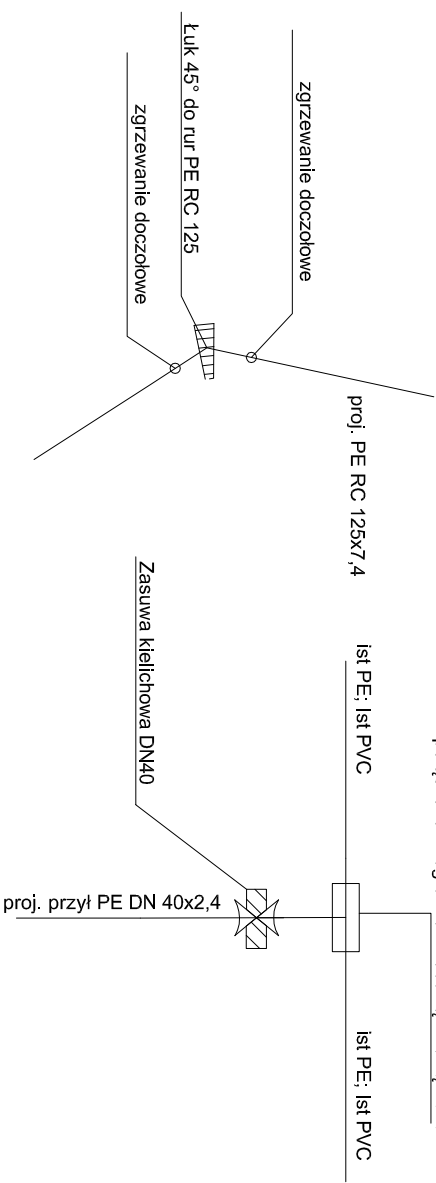 zgrzewanie doczołowe
Łuk 45° do rur PE RC 125
zgrzewanie doczołowe
proj. PE RC 125x7,4
ist PE; Ist PVC
Zasuwa kielichowa DN40
proj. przył PE DN 40x2,4
ist PE; Ist PVC